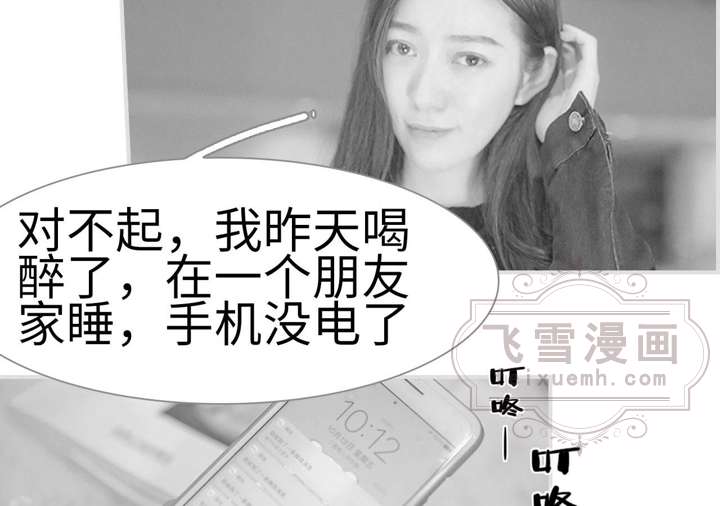 对不起，我昨天喝
醉了，在一个朋友
家睡，手机没电了
飞雪漫画
ixuemh.com
叮咚—
叮咚
10:12